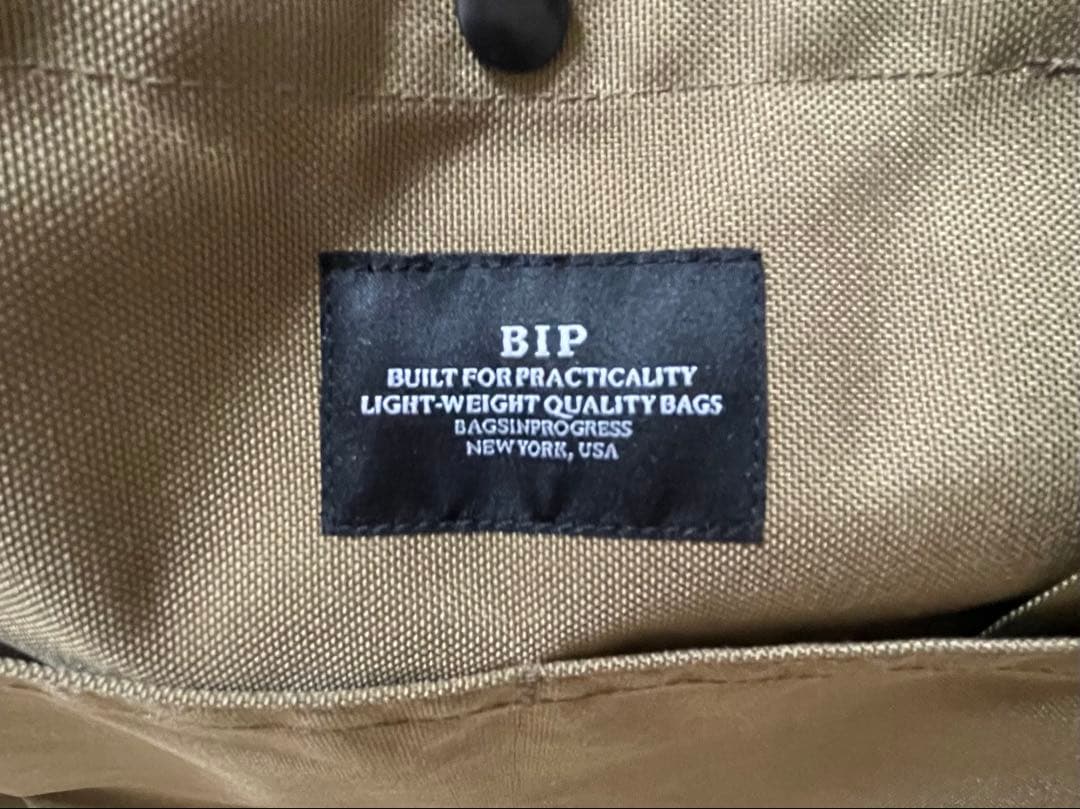 BIP
BUILT FOR PRACTICALITY
LIGHT-WEIGHT QUALITY BAGS
BAGSINPROGRESS
NEW YORK, USA